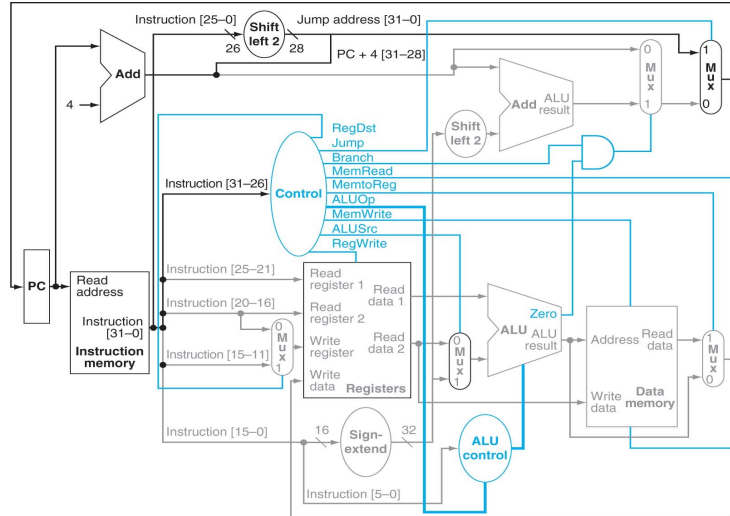 Instruction [25–0]
Shift
left 2
Jump address [31–0]
26
28
PC + 4 [31–28]
Add
4
0
M
u
x
1
1
M
u
x
0
Add
ALU
result
Shift
left 2
RegDst
Jump
Branch
MemRead
MemtoReg
ALUOp
MemWrite
ALUSrc
RegWrite
Control
Instruction [31–26]
PC
Read
address
Instruction
[31–0]
Instruction
memory
Instruction [25–21]
Instruction [20–16]
Instruction [15–11]
0
M
u
x
1
Read
register 1
Read
register 2
Write
register
Write
data
Read
data 1
Read
data 2
Registers
0
M
u
x
1
Zero
ALU
ALU
result
Address
Read
data
Write
data
Data
memory
1
M
u
x
0
Instruction [15–0]
16
Sign-
extend
32
ALU
control
Instruction [5–0]